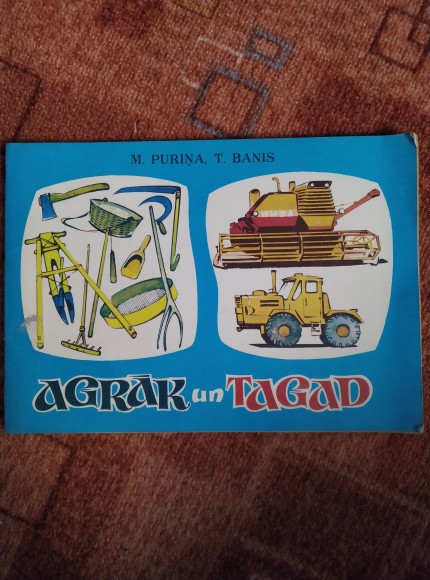 M. PURIŅA, T. BANIS
AGRĀK un TAGAD